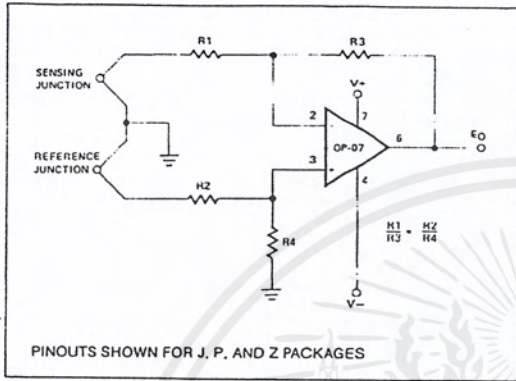 R1
R3
SENSING
JUNCTION
V+
2
7
6
EO
OP-07
REFERENCE
JUNCTION
3
4
R2
R1 = R2
R3 R4
R4
V−
PINOUTS SHOWN FOR J. P. AND Z PACKAGES